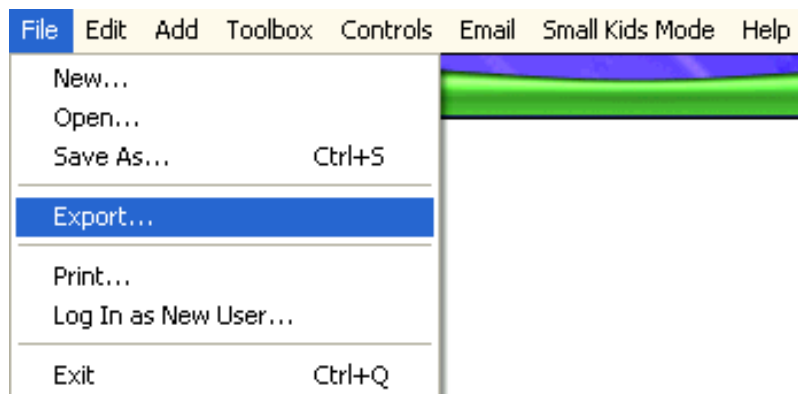 File Edit Add Toolbox Controls Email Small Kids Mode Help
New...
Open...
Save As... Ctrl+S
Export...
Print...
Log In as New User...
Exit Ctrl+Q